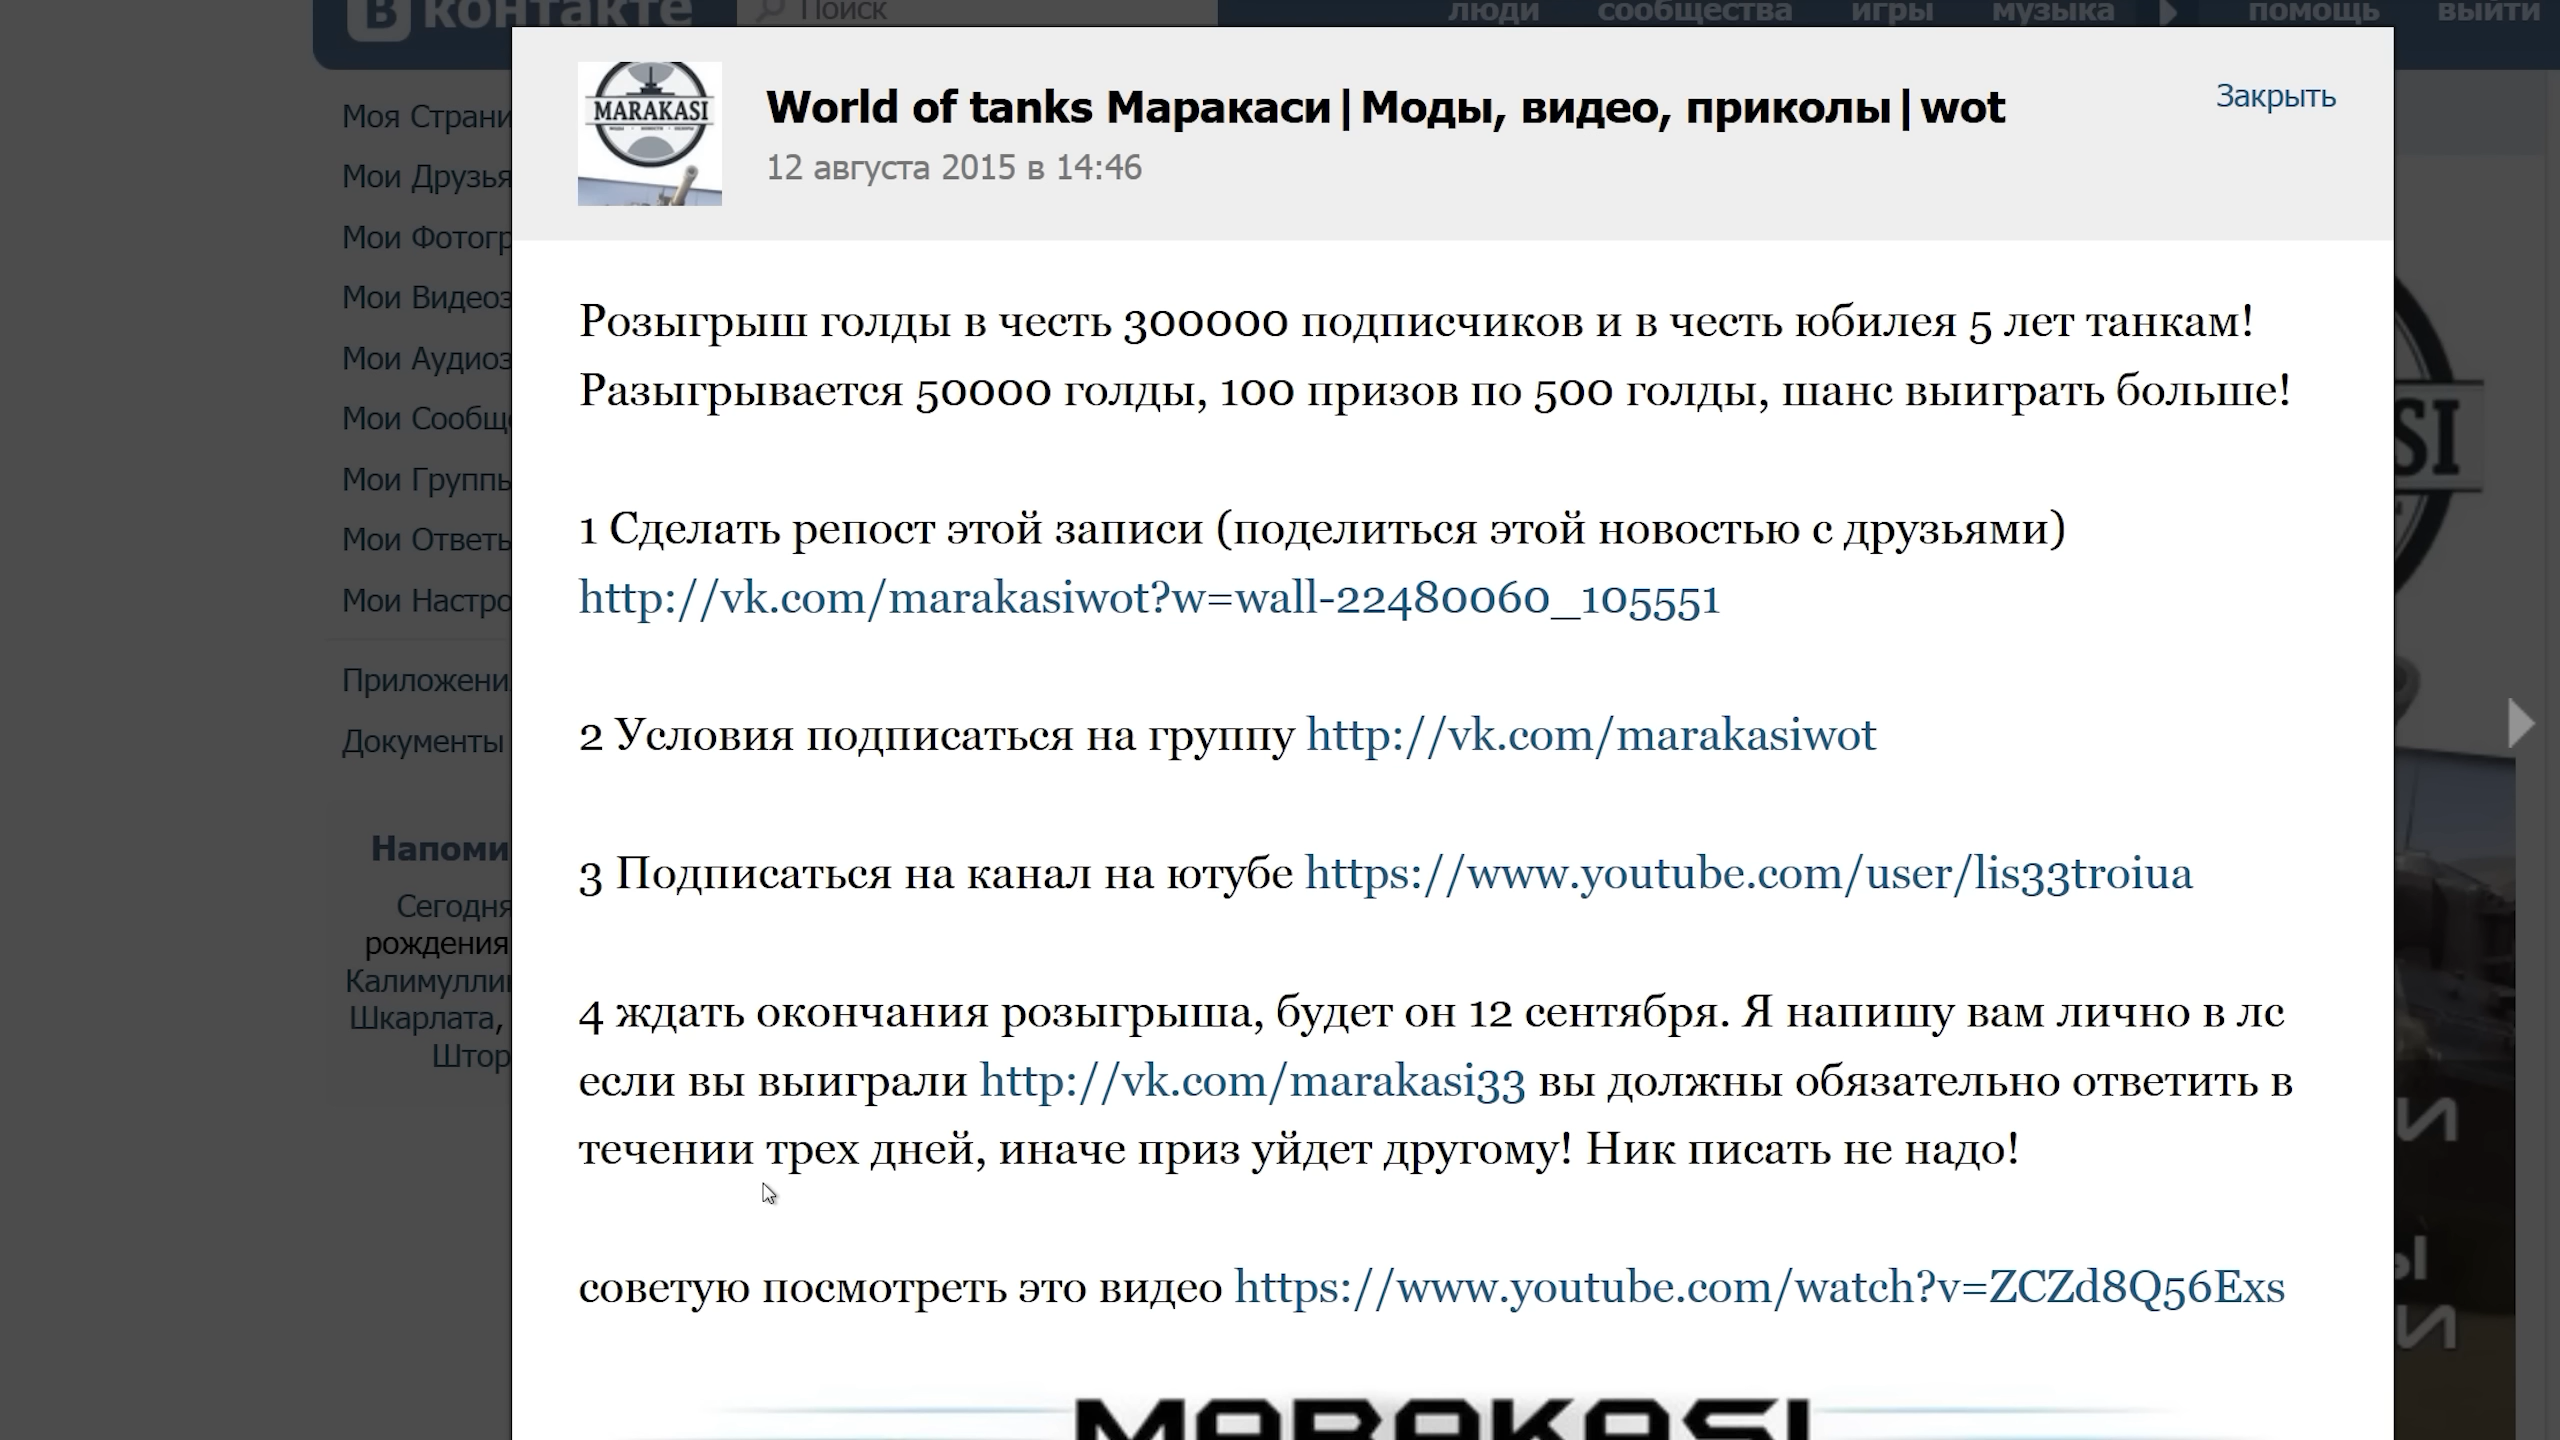 Вконтакте
Поиск
люди сообщества игры музыка помощь выйти
MARAKASI
World of tanks Маракаси|Моды, видео, приколы|wot
Закрыть
12 августа 2015 в 14:46
Моя Страни
Мои Друзья
Мои Фотогр
Мои Видеоз
Мои Аудиоз
Мои Сообще
Мои Группы
Мои Ответы
Мои Настро
Приложени
Документы
Напоми
Сегодня
рождения
Калимуллин
Шкарлата,
Штор
Розыгрыш голды в честь 300000 подписчиков и в честь юбилея 5 лет танкам!
Разыгрывается 50000 голды, 100 призов по 500 голды, шанс выиграть больше!
1 Сделать репост этой записи (поделиться этой новостью с друзьями)
http://vk.com/marakasiwot?w=wall-22480060_105551
2 Условия подписаться на группу http://vk.com/marakasiwot
3 Подписаться на канал на ютубе https://www.youtube.com/user/lis33troiua
4 ждать окончания розыгрыша, будет он 12 сентября. Я напишу вам лично в лс
если вы выиграли http://vk.com/marakasi33 вы должны обязательно ответить в
течении трех дней, иначе приз уйдет другому! Ник писать не надо!
советую посмотреть это видео https://www.youtube.com/watch?v=ZCZd8Q56Exs
MARAKASI
SI